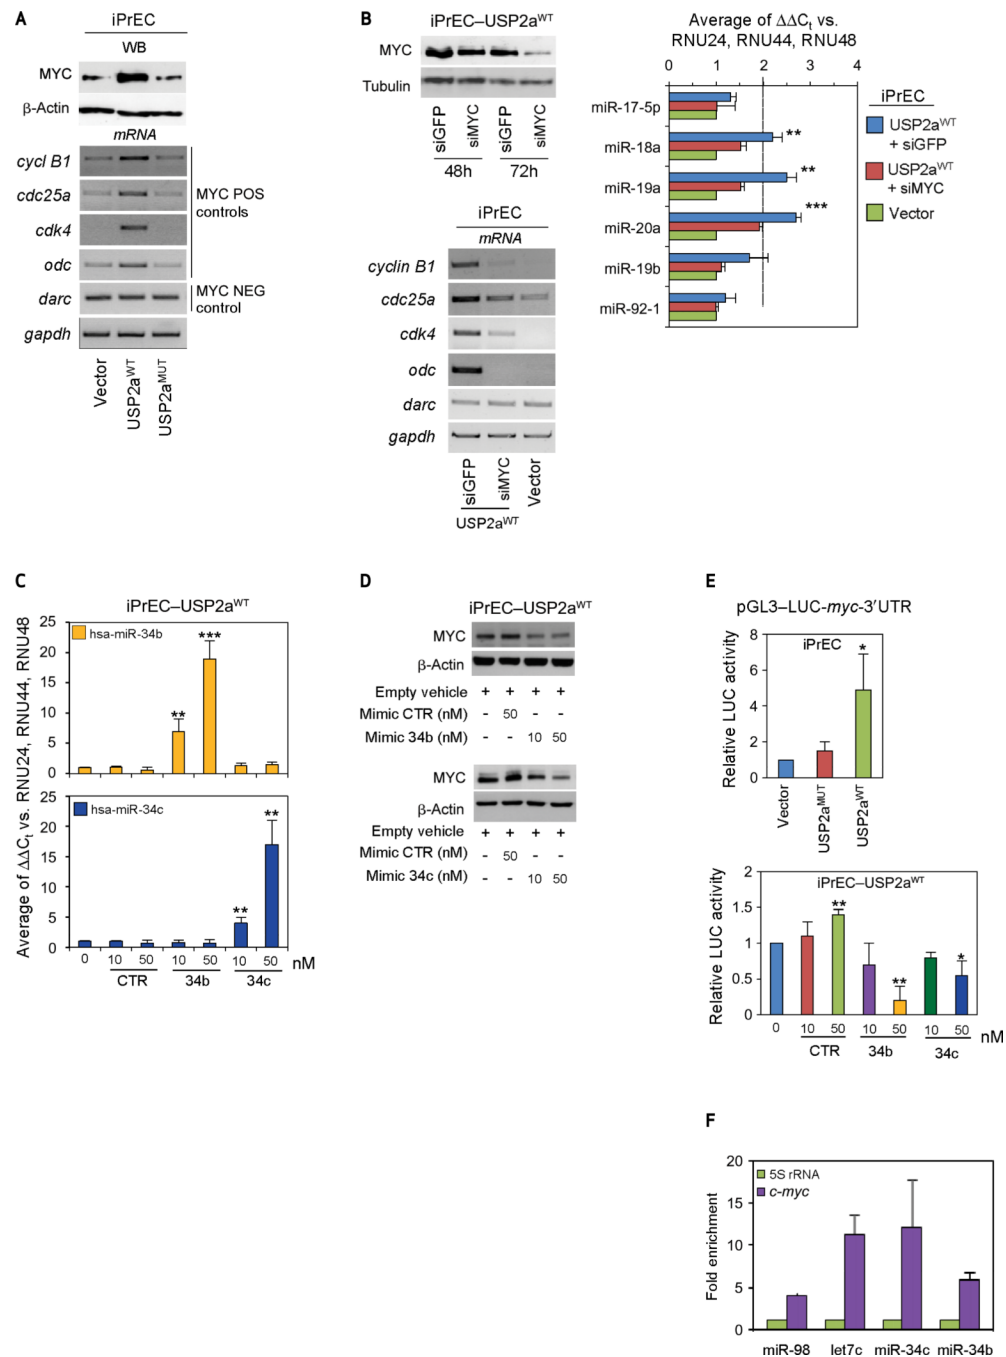 A
iPrEC
WB
MYC
β-Actin
mRNA
cycl B1
cdc25a
cdk4
odc
MYC POS
controls
darc
MYC NEG
control
gapdh
Vector
USP2aWT
USP2aMUT
B
iPrEC–USP2aWT
MYC
Tubulin
siGFP
siMYC
siGFP
siMYC
48h
72h
iPrEC
mRNA
cyclin B1
cdc25a
cdk4
odc
darc
gapdh
siGFP
siMYC
Vector
USP2aWT
Average of ΔΔCt vs.
RNU24, RNU44, RNU48
0 1 2 3 4
miR-17-5p
miR-18a
**
miR-19a
**
miR-20a
***
miR-19b
miR-92-1
iPrEC
USP2aWT
+ siGFP
USP2aWT
+ siMYC
Vector
C
iPrEC–USP2aWT
Average of ΔΔCt vs. RNU24, RNU44, RNU48
25
20
15
10
5
0
hsa-miR-34b
**
***
25
20
15
10
5
0
hsa-miR-34c
**
**
0 10 50 10 50 10 50 nM
CTR 34b 34c
D
iPrEC–USP2aWT
MYC
β-Actin
Empty vehicle + + + +
Mimic CTR (nM) - 50 - -
Mimic 34b (nM) - - 10 50
MYC
β-Actin
Empty vehicle + + + +
Mimic CTR (nM) - 50 - -
Mimic 34c (nM) - - 10 50
E
pGL3–LUC-myc-3′UTR
iPrEC
Relative LUC activity
8
6
4
2
0
*
Vector
USP2aMUT
USP2aWT
iPrEC–USP2aWT
Relative LUC activity
2
1.5
1
0.5
0
**
**
*
0 10 50 10 50 10 50 nM
CTR 34b 34c
F
Fold enrichment
20
15
10
5
0
5S rRNA
c-myc
miR-98 let7c miR-34c miR-34b